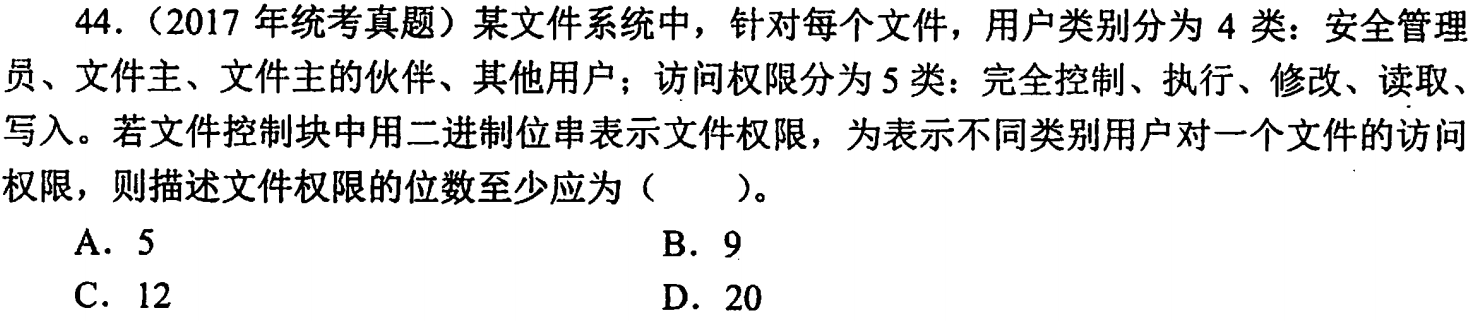 44.（2017 年统考真题）某文件系统中，针对每个文件，用户类别分为 4 类：安全管理
员、文件主、文件主的伙伴、其他用户；访问权限分为 5 类：完全控制、执行、修改、读取、
写入。若文件控制块中用二进制位串表示文件权限，为表示不同类别用户对一个文件的访问
权限，则描述文件权限的位数至少应为（　　）。
A．5　　B．9
C．12　　D．20